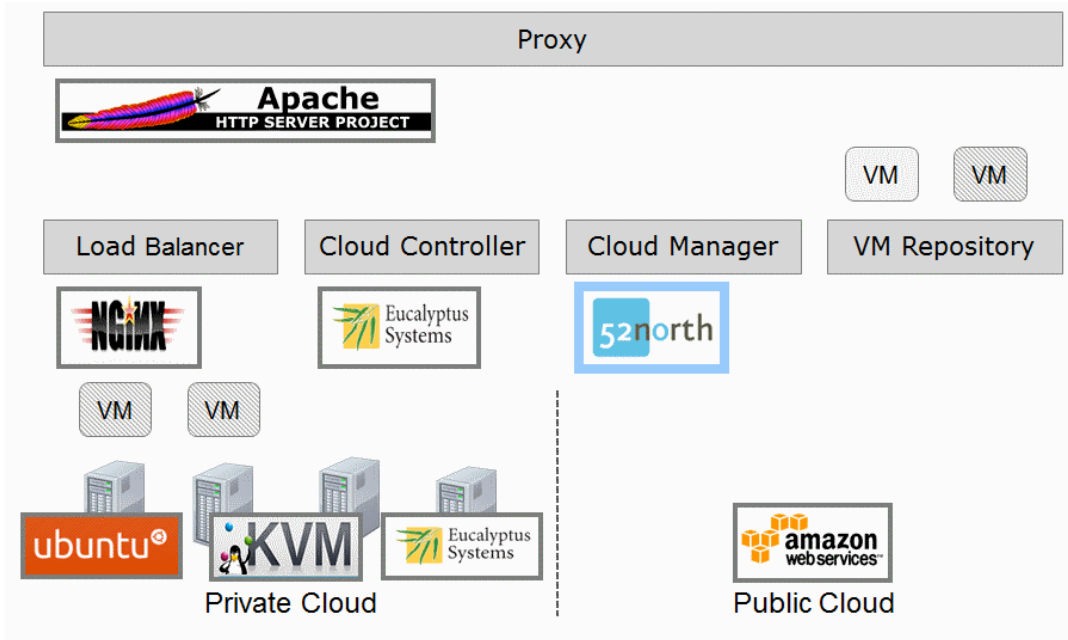 Proxy
Apache
HTTP SERVER PROJECT
VM
VM
Load Balancer
Cloud Controller
Cloud Manager
VM Repository
NGiNX
Eucalyptus
Systems
52north
VM
VM
ubuntu
KVM
Eucalyptus
Systems
amazon
webservices™
Private Cloud
Public Cloud